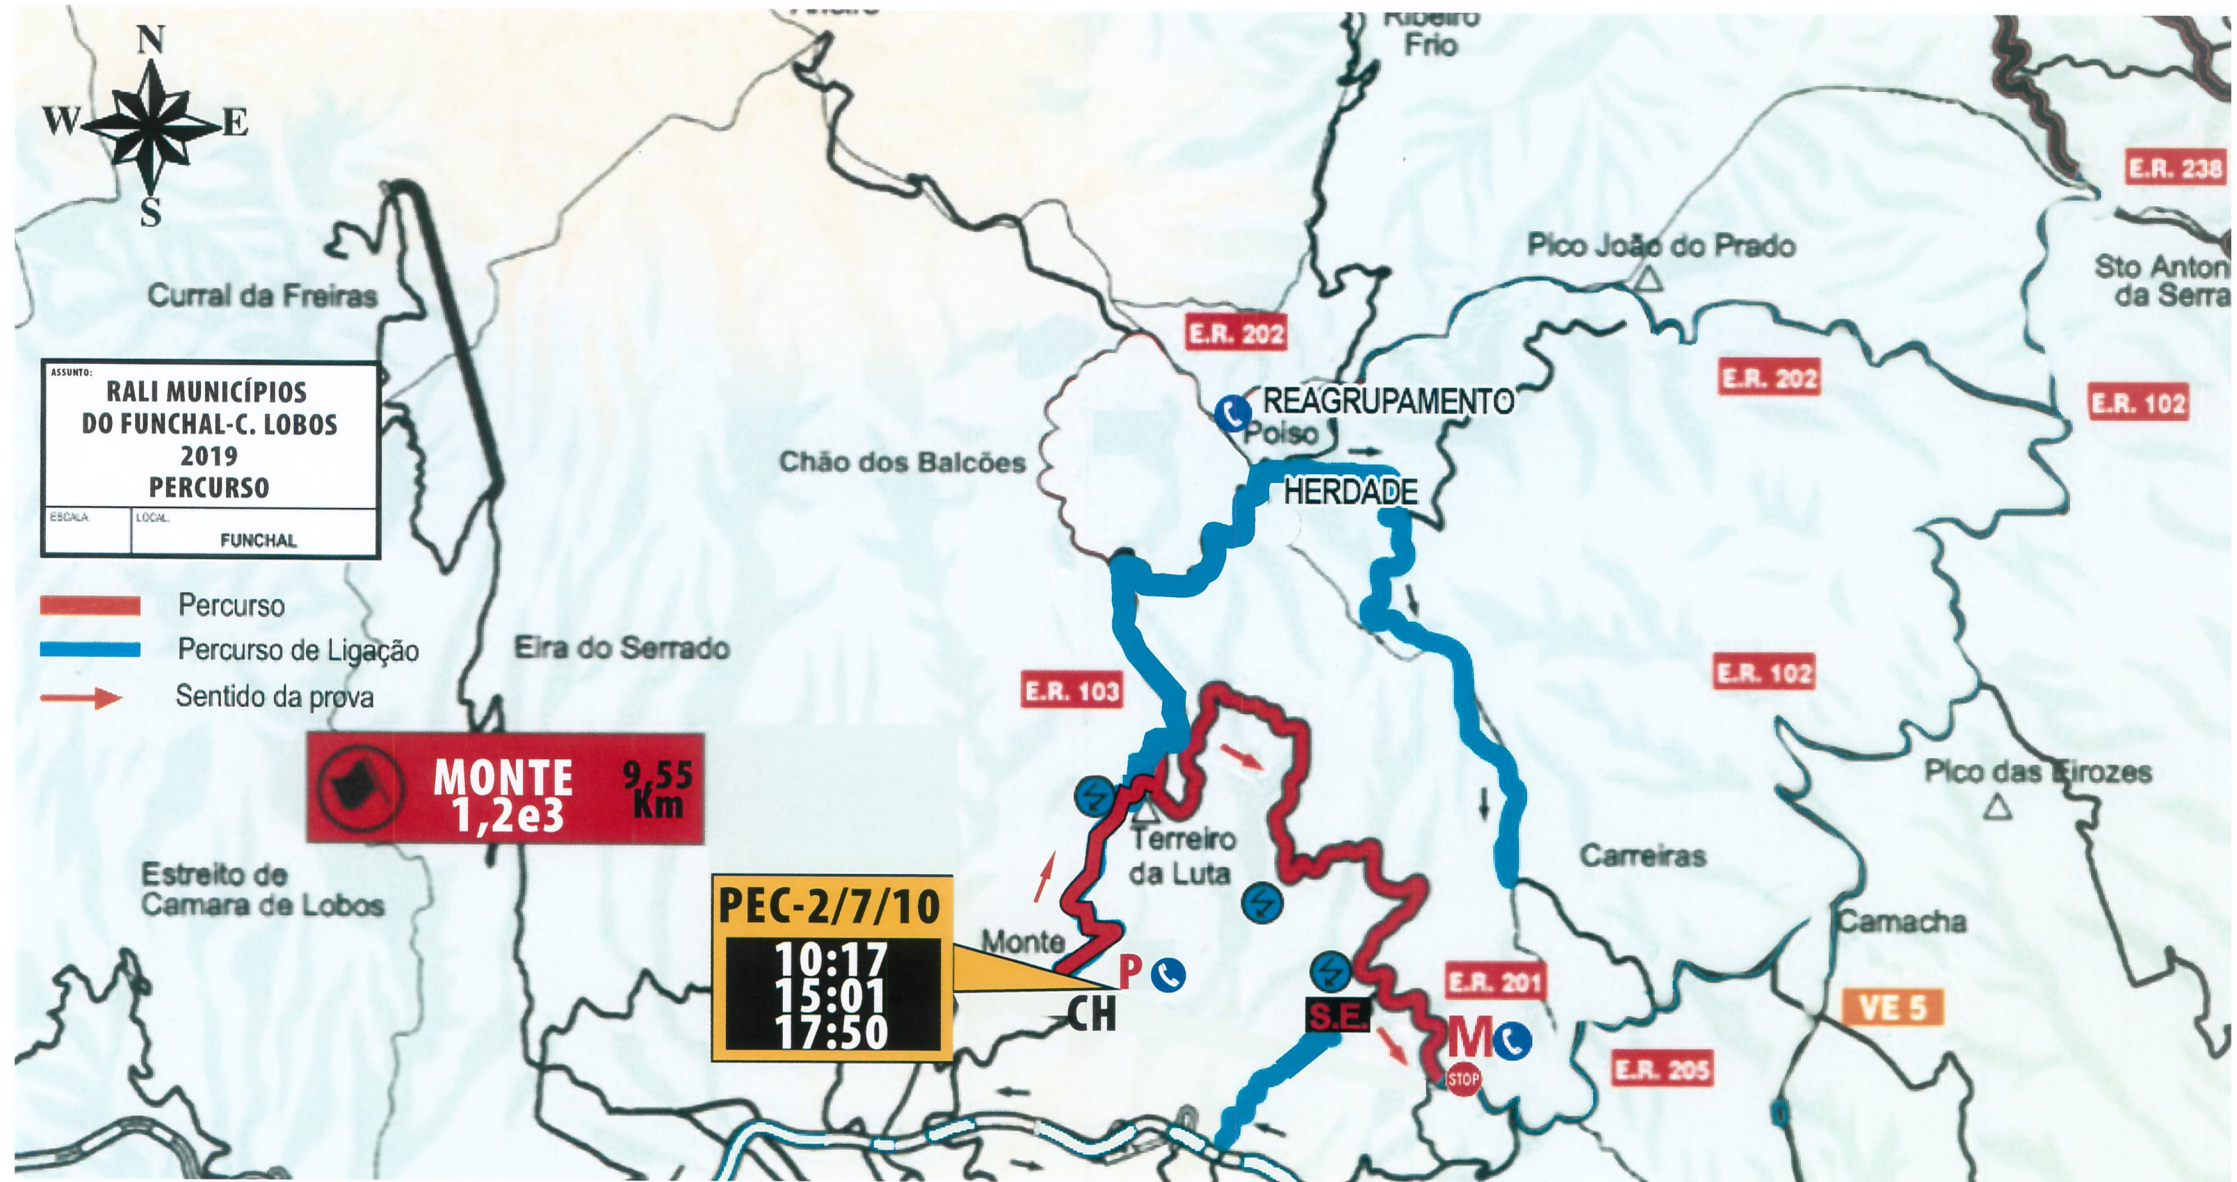 Ribeiro
Frio
N
W
E
S
E.R. 238
Pico João do Prado
Sto Anton
da Serra
Curral da Freiras
E.R. 202
E.R. 202
E.R. 102
ASSUNTO:
RALI MUNICÍPIOS
DO FUNCHAL-C. LOBOS
2019
PERCURSO
ESCALA:
LOCAL:
FUNCHAL
REAGRUPAMENTO
Poiso
Chão dos Balcões
HERDADE
Percurso
Percurso de Ligação
Sentido da prova
Eira do Serrado
E.R. 103
E.R. 102
MONTE
1,2e3
9,55
Km
Pico das Eirozes
Terreiro
da Luta
Carreiras
Estreito de
Camara de Lobos
PEC-2/7/10
10:17
15:01
17:50
Monte
P
CH
Camacha
E.R. 201
S.E.
M
STOP
VE 5
E.R. 205